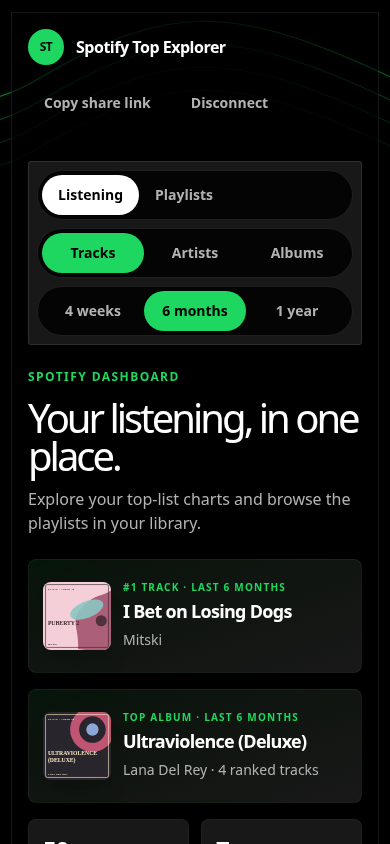 ST
Spotify Top Explorer
Copy share link
Disconnect
Listening
Playlists
Tracks
Artists
Albums
4 weeks
6 months
1 year
SPOTIFY DASHBOARD
Your listening, in one
place.
Explore your top-list charts and browse the
playlists in your library.
#1 TRACK · LAST 6 MONTHS
I Bet on Losing Dogs
Mitski
PUBERTY 2
TOP ALBUM · LAST 6 MONTHS
Ultraviolence (Deluxe)
Lana Del Rey · 4 ranked tracks
ULTRAVIOLENCE
(DELUXE)